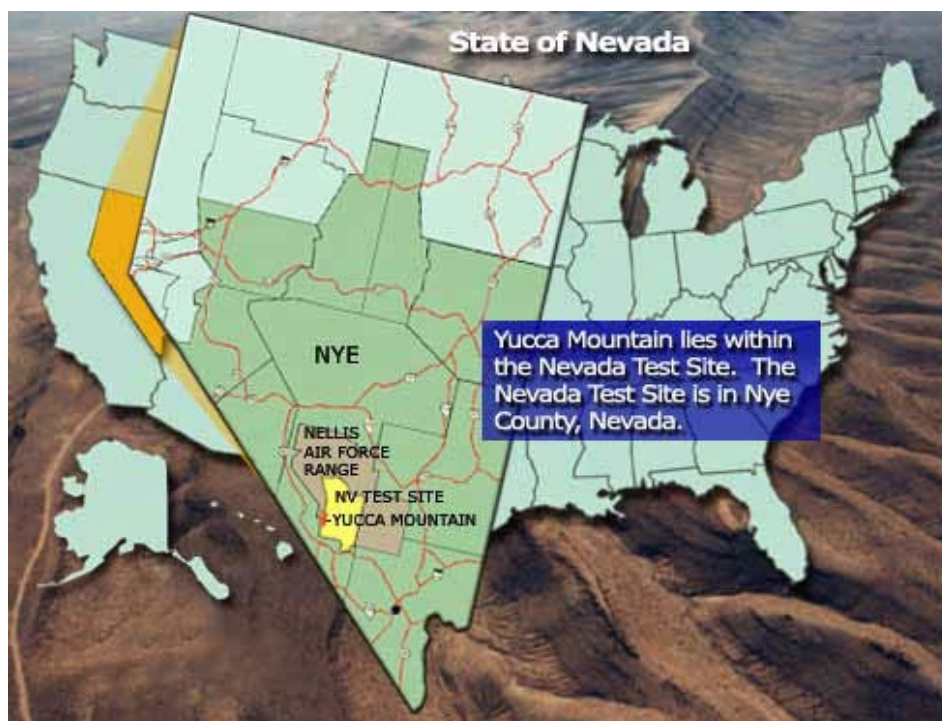 State of Nevada
Yucca Mountain lies within
the Nevada Test Site.  The
Nevada Test Site is in Nye
County, Nevada.
NYE
NELLIS
AIR FORCE
RANGE
NV TEST SITE
YUCCA MOUNTAIN